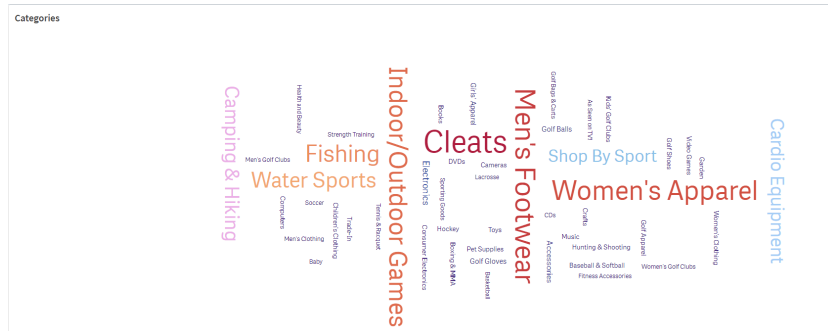 Categories
Camping & Hiking
Health and Beauty
Strength Training
Men's Golf Clubs
Fishing
Water Sports
Computers
Soccer
Children's Clothing
Trade-In
Men's Clothing
Baby
Tennis & Racquet
Indoor/Outdoor Games
Books
Girls' Apparel
Cleats
DVDs
Cameras
Lacrosse
Electronics
Sporting Goods
Hockey
Toys
Consumer Electronics
Boxing & MMA
Pet Supplies
Golf Gloves
Basketball
Men's Footwear
Golf Bags & Carts
As Seen on TV!
Kids' Golf Clubs
Golf Balls
Shop By Sport
Golf Shoes
Video Games
Garden
Women's Apparel
CDs
Crafts
Music
Hunting & Shooting
Golf Apparel
Women's Clothing
Accessories
Baseball & Softball
Fitness Accessories
Women's Golf Clubs
Cardio Equipment